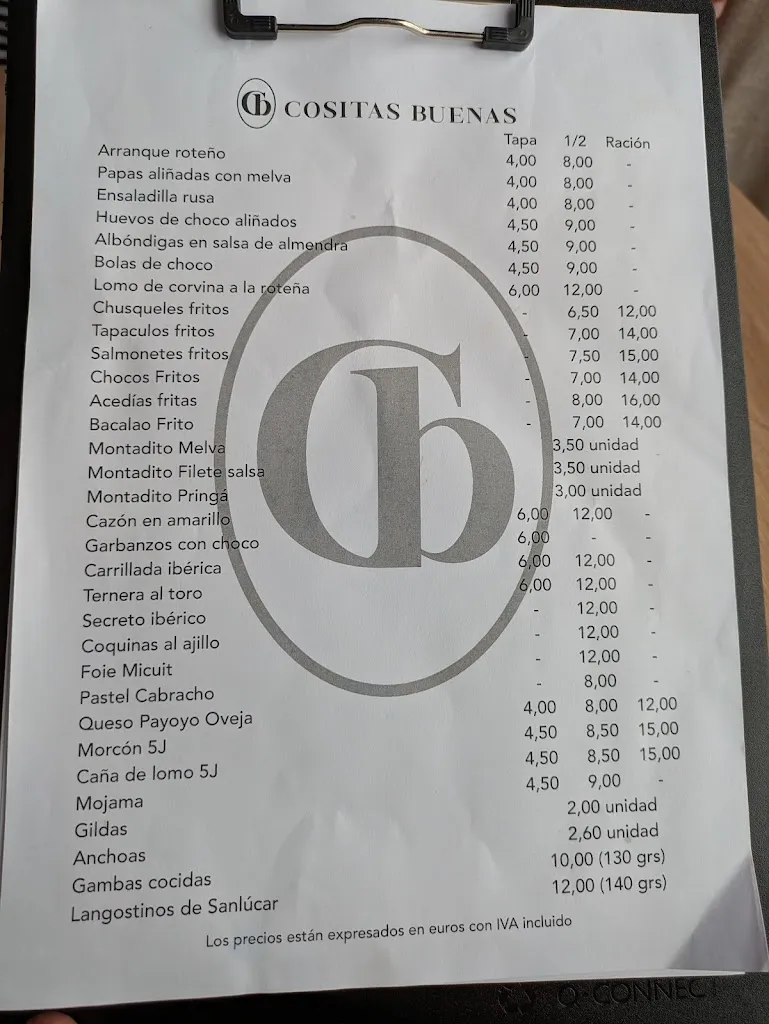 Cb COSITAS BUENAS
Tapa 1/2 Ración
Arranque roteño 4,00 8,00 -
Papas aliñadas con melva 4,00 8,00 -
Ensaladilla rusa 4,00 8,00 -
Huevos de choco aliñados 4,50 9,00 -
Albóndigas en salsa de almendra 4,50 9,00 -
Bolas de choco 4,50 9,00 -
Lomo de corvina a la roteña 6,00 12,00 -
Chusqueles fritos - 6,50 12,00
Tapaculos fritos - 7,00 14,00
Salmonetes fritos - 7,50 15,00
Chocos Fritos - 7,00 14,00
Acedías fritas - 8,00 16,00
Bacalao Frito - 7,00 14,00
Montadito Melva 3,50 unidad
Montadito Filete salsa 3,50 unidad
Montadito Pringá 3,00 unidad
Cazón en amarillo 6,00 12,00 -
Garbanzos con choco 6,00 - -
Carrillada ibérica 6,00 12,00 -
Ternera al toro 6,00 12,00 -
Secreto ibérico - 12,00 -
Coquinas al ajillo - 12,00 -
Foie Micuit - 12,00 -
Pastel Cabracho - 8,00 -
Queso Payoyo Oveja 4,00 8,00 12,00
Morcón 5J 4,50 8,50 15,00
Caña de lomo 5J 4,50 8,50 15,00
Mojama 4,50 9,00 -
Gildas 2,00 unidad
Anchoas 2,60 unidad
Gambas cocidas 10,00 (130 grs)
Langostinos de Sanlúcar 12,00 (140 grs)
Los precios están expresados en euros con IVA incluido
Cb
Q-CONNECT